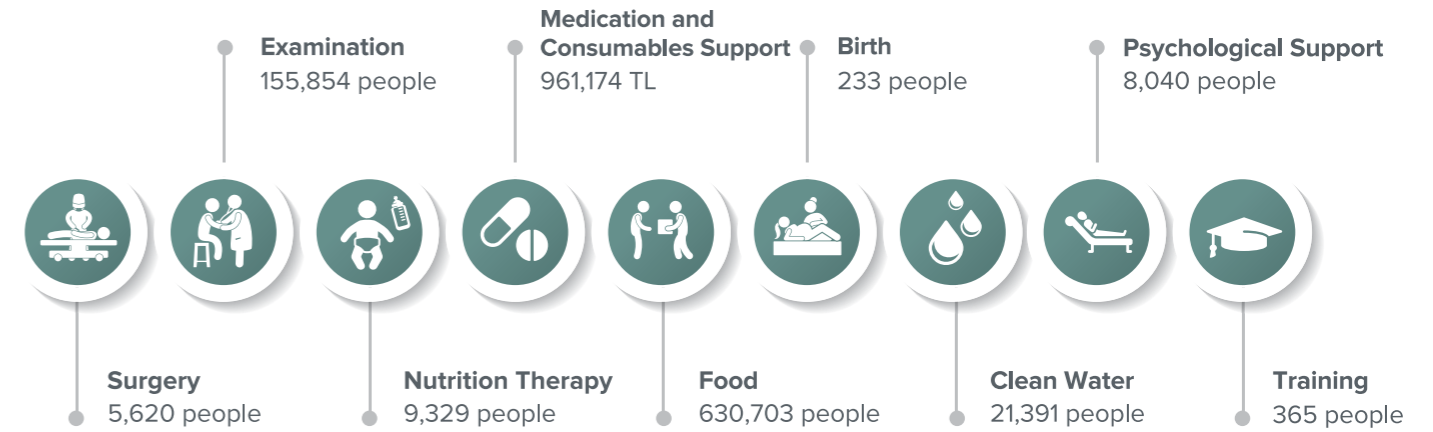 Examination
155,854 people
Medication and
Consumables Support
961,174 TL
Birth
233 people
Psychological Support
8,040 people
Surgery
5,620 people
Nutrition Therapy
9,329 people
Food
630,703 people
Clean Water
21,391 people
Training
365 people